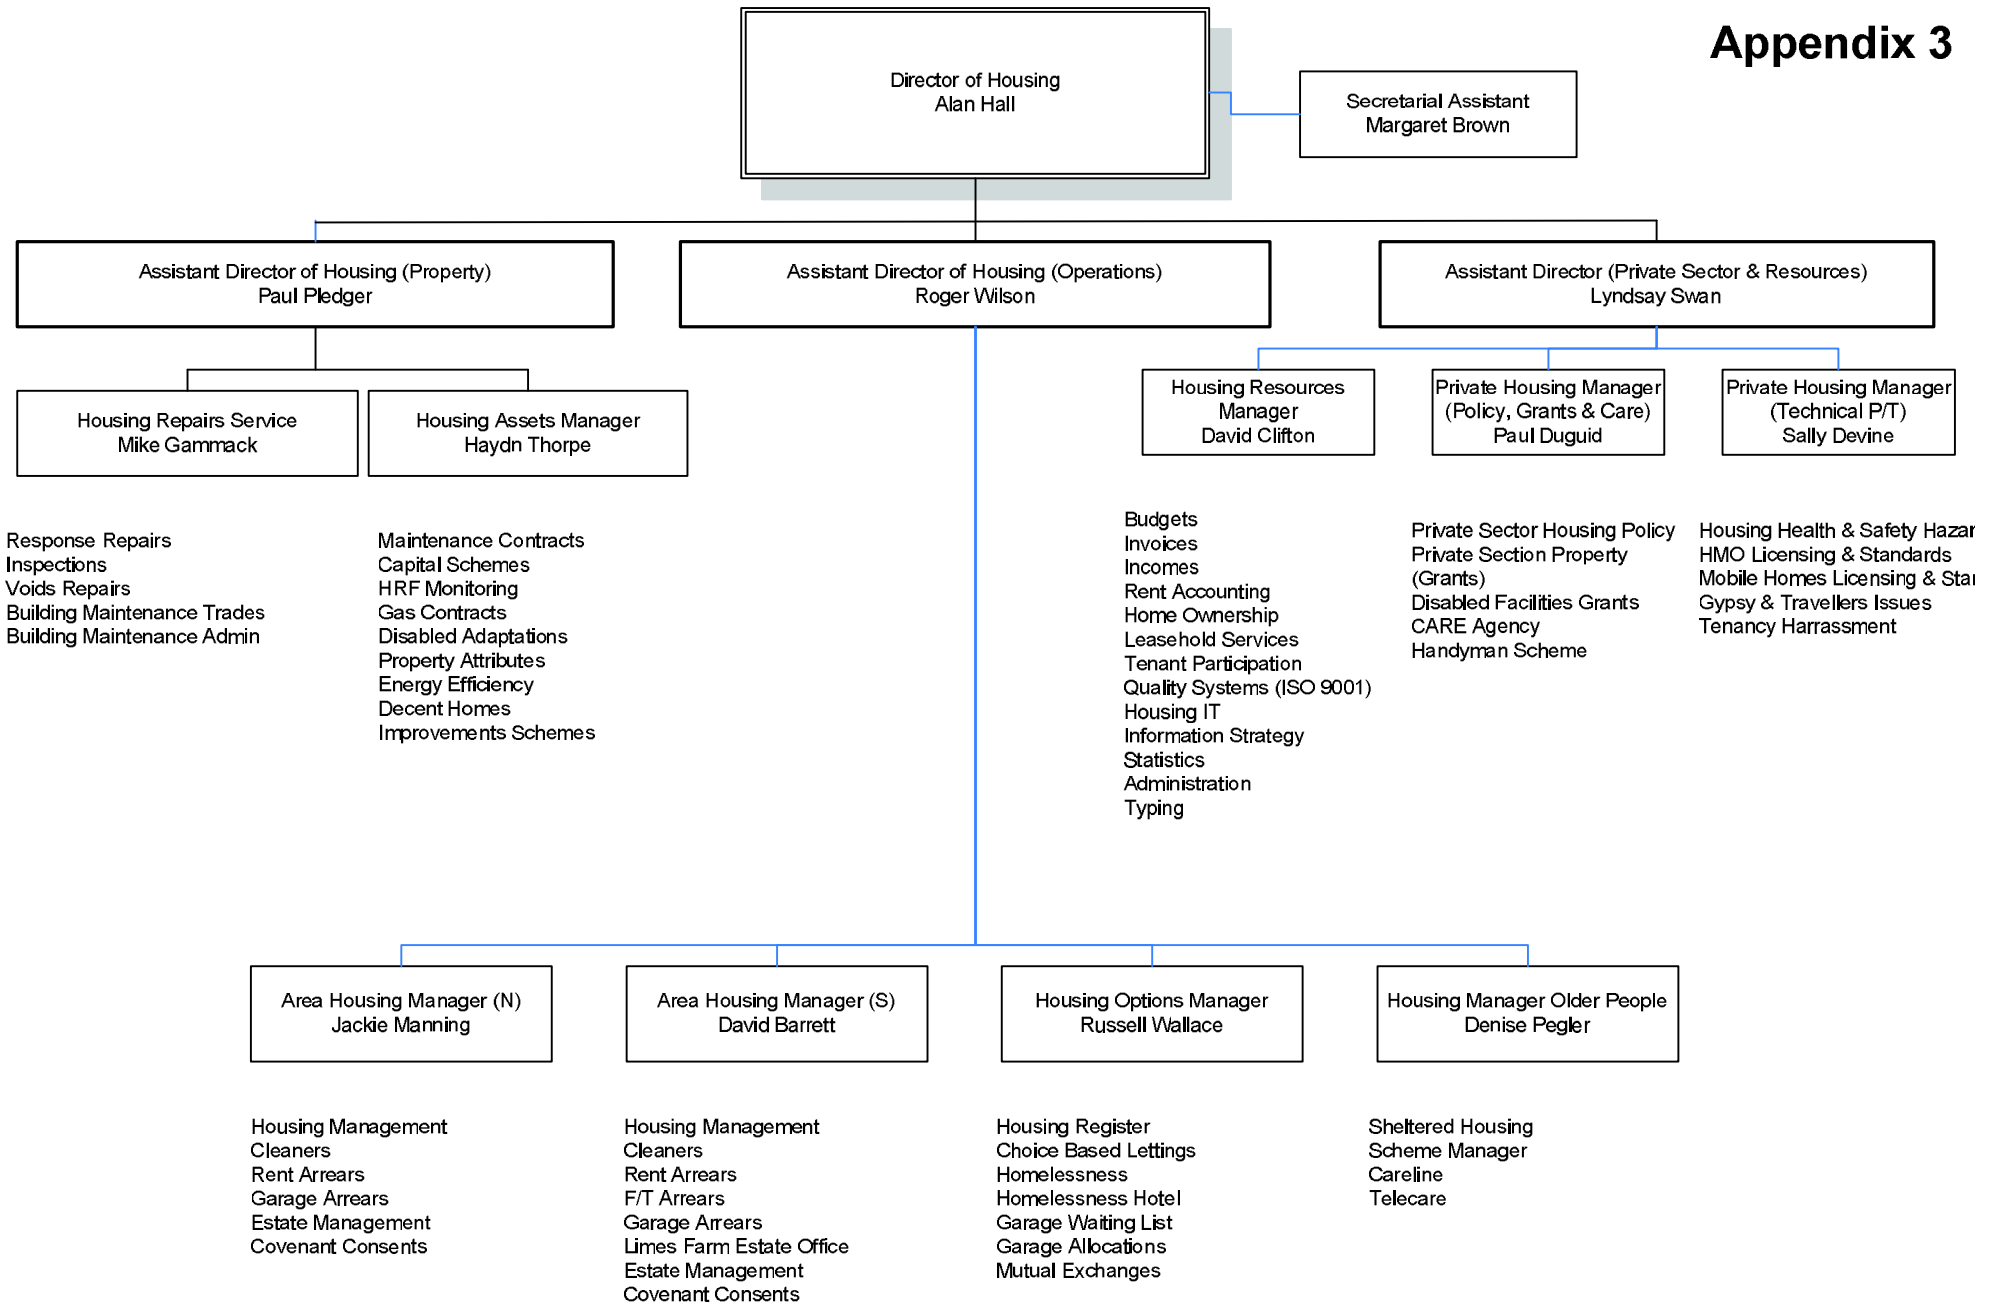 Appendix 3
Director of Housing
Alan Hall
Secretarial Assistant
Margaret Brown
Assistant Director of Housing (Property)
Paul Pledger
Assistant Director of Housing (Operations)
Roger Wilson
Assistant Director (Private Sector & Resources)
Lyndsay Swan
Housing Repairs Service
Mike Gammack
Housing Assets Manager
Haydn Thorpe
Housing Resources
Manager
David Clifton
Private Housing Manager
(Policy, Grants & Care)
Paul Duguid
Private Housing Manager
(Technical P/T)
Sally Devine
Response Repairs
Inspections
Voids Repairs
Building Maintenance Trades
Building Maintenance Admin
Maintenance Contracts
Capital Schemes
HRF Monitoring
Gas Contracts
Disabled Adaptations
Property Attributes
Energy Efficiency
Decent Homes
Improvements Schemes
Budgets
Invoices
Incomes
Rent Accounting
Home Ownership
Leasehold Services
Tenant Participation
Quality Systems (ISO 9001)
Housing IT
Information Strategy
Statistics
Administration
Typing
Private Sector Housing Policy
Private Section Property
(Grants)
Disabled Facilities Grants
CARE Agency
Handyman Scheme
Housing Health & Safety Hazar
HMO Licensing & Standards
Mobile Homes Licensing & Star
Gypsy & Travellers Issues
Tenancy Harrassment
Area Housing Manager (N)
Jackie Manning
Area Housing Manager (S)
David Barrett
Housing Options Manager
Russell Wallace
Housing Manager Older People
Denise Pegler
Housing Management
Cleaners
Rent Arrears
Garage Arrears
Estate Management
Covenant Consents
Housing Management
Cleaners
Rent Arrears
F/T Arrears
Garage Arrears
Limes Farm Estate Office
Estate Management
Covenant Consents
Housing Register
Choice Based Lettings
Homelessness
Homelessness Hotel
Garage Waiting List
Garage Allocations
Mutual Exchanges
Sheltered Housing
Scheme Manager
Careline
Telecare